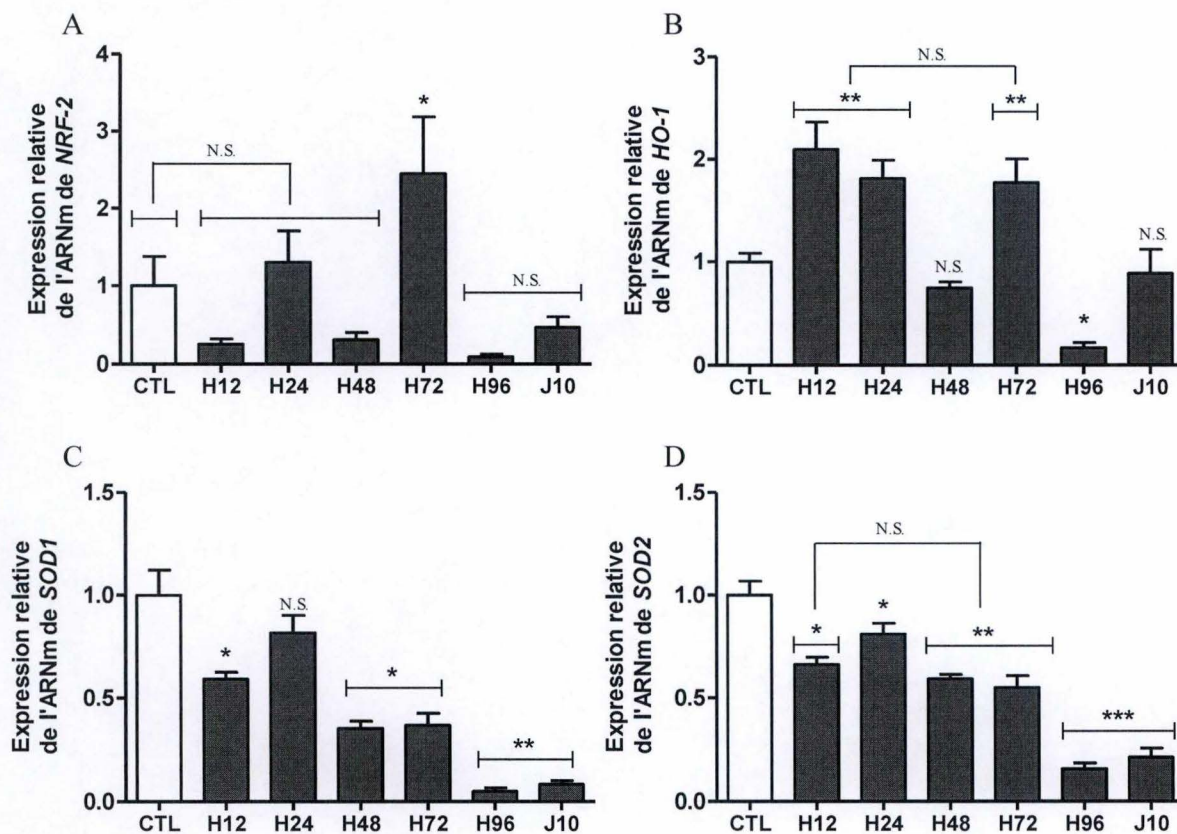 A
Expression relative
de l'ARNm de NRF-2
4
3
2
1
0
*
N.S.
N.S.
CTL H12 H24 H48 H72 H96 J10
B
Expression relative
de l'ARNm de HO-1
3
2
1
0
N.S.
** **
N.S.
*
N.S.
CTL H12 H24 H48 H72 H96 J10
C
Expression relative
de l'ARNm de SOD1
1.5
1.0
0.5
0.0
*
N.S.
*
**
CTL H12 H24 H48 H72 H96 J10
D
Expression relative
de l'ARNm de SOD2
1.5
1.0
0.5
0.0
N.S.
*
*
**
***
CTL H12 H24 H48 H72 H96 J10